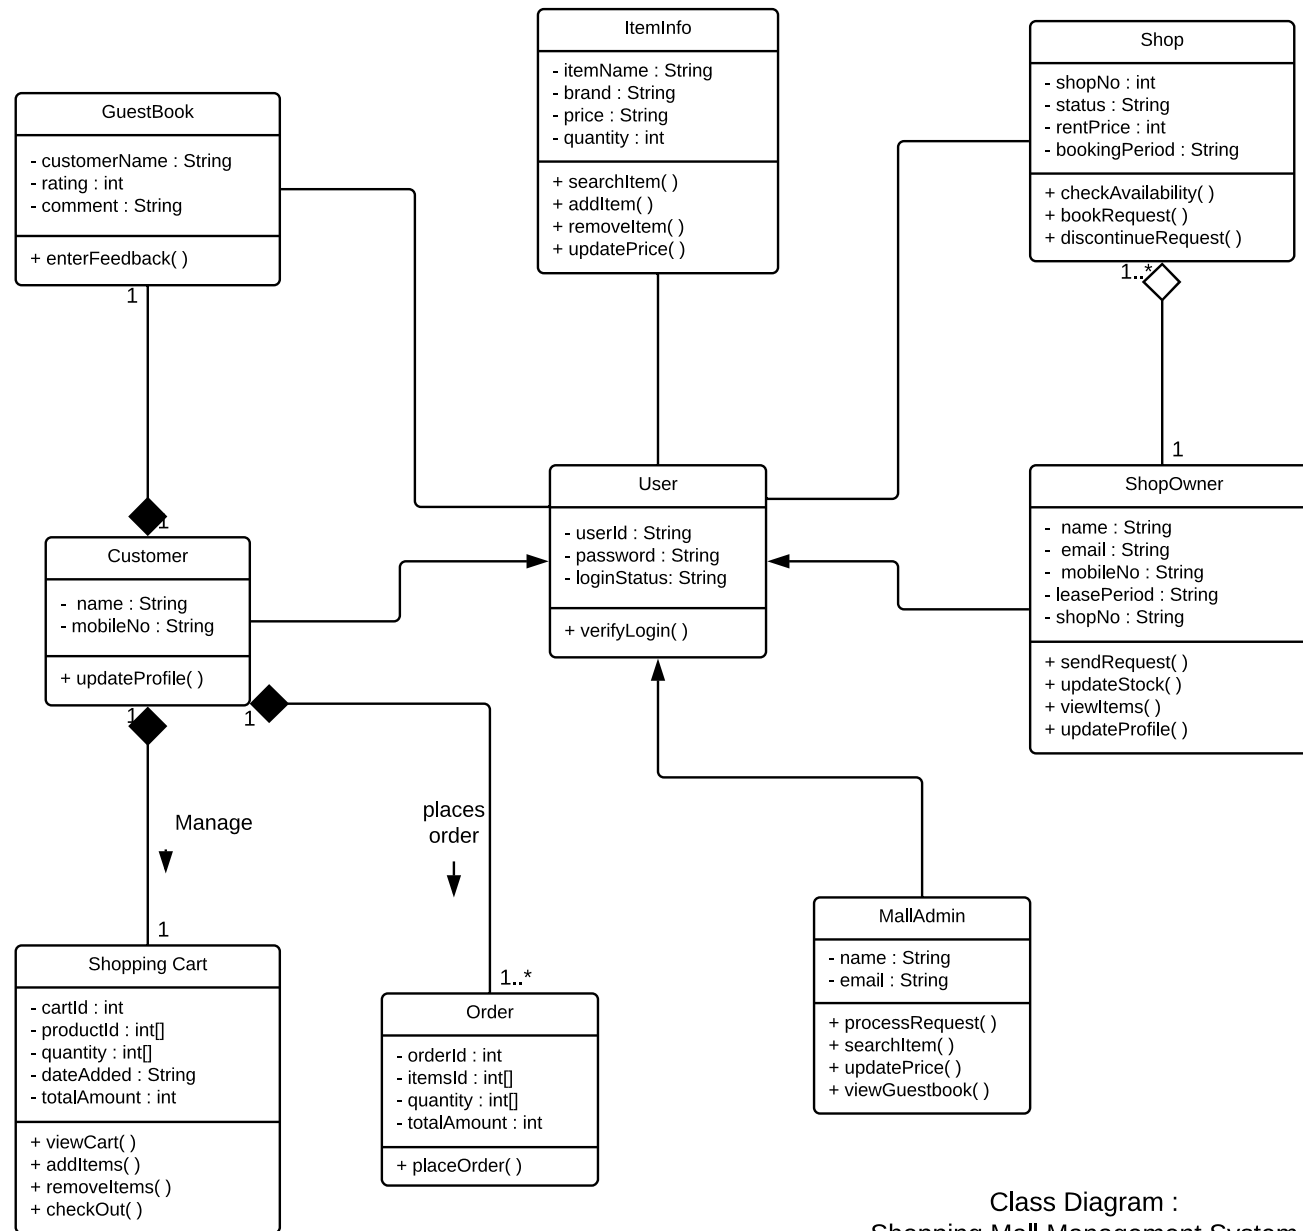 ItemInfo
- itemName : String
- brand : String
- price : String
- quantity : int
+ searchItem( )
+ addItem( )
+ removeItem( )
+ updatePrice( )
Shop
- shopNo : int
- status : String
- rentPrice : int
- bookingPeriod : String
+ checkAvailability( )
+ bookRequest( )
+ discontinueRequest( )
1..*
GuestBook
- customerName : String
- rating : int
- comment : String
+ enterFeedback( )
1
1
Customer
- name : String
- mobileNo : String
+ updateProfile( )
1
1
User
- userId : String
- password : String
- loginStatus: String
+ verifyLogin( )
1
ShopOwner
- name : String
- email : String
- mobileNo : String
- leasePeriod : String
- shopNo : String
+ sendRequest( )
+ updateStock( )
+ viewItems( )
+ updateProfile( )
Manage
places
order
1
Shopping Cart
- cartId : int
- productId : int[]
- quantity : int[]
- dateAdded : String
- totalAmount : int
+ viewCart( )
+ addItems( )
+ removeItems( )
+ checkOut( )
1..*
Order
- orderId : int
- itemsId : int[]
- quantity : int[]
- totalAmount : int
+ placeOrder( )
MallAdmin
- name : String
- email : String
+ processRequest( )
+ searchItem( )
+ updatePrice( )
+ viewGuestbook( )
Class Diagram :
Shopping Mall Management System